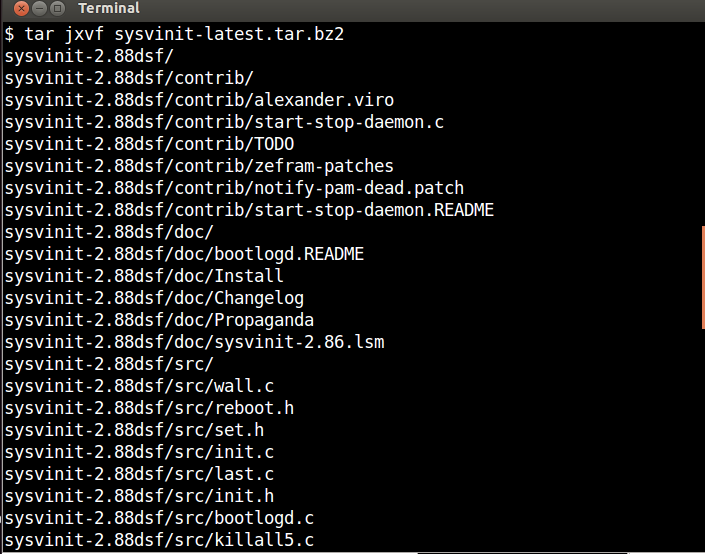 Terminal
$ tar jxvf sysvinit-latest.tar.bz2
sysvinit-2.88dsf/
sysvinit-2.88dsf/contrib/
sysvinit-2.88dsf/contrib/alexander.viro
sysvinit-2.88dsf/contrib/start-stop-daemon.c
sysvinit-2.88dsf/contrib/TODO
sysvinit-2.88dsf/contrib/zefram-patches
sysvinit-2.88dsf/contrib/notify-pam-dead.patch
sysvinit-2.88dsf/contrib/start-stop-daemon.README
sysvinit-2.88dsf/doc/
sysvinit-2.88dsf/doc/bootlogd.README
sysvinit-2.88dsf/doc/Install
sysvinit-2.88dsf/doc/Changelog
sysvinit-2.88dsf/doc/Propaganda
sysvinit-2.88dsf/doc/sysvinit-2.86.lsm
sysvinit-2.88dsf/src/
sysvinit-2.88dsf/src/wall.c
sysvinit-2.88dsf/src/reboot.h
sysvinit-2.88dsf/src/set.h
sysvinit-2.88dsf/src/init.c
sysvinit-2.88dsf/src/last.c
sysvinit-2.88dsf/src/init.h
sysvinit-2.88dsf/src/bootlogd.c
sysvinit-2.88dsf/src/killall5.c